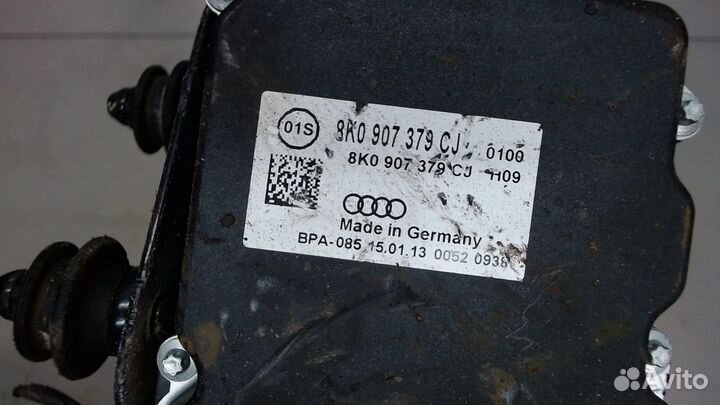 01S
8K0 907 379 CJ 0100
8K0 907 379 CJ H09
Made in Germany
BPA-085 15.01.13 0052
Avito